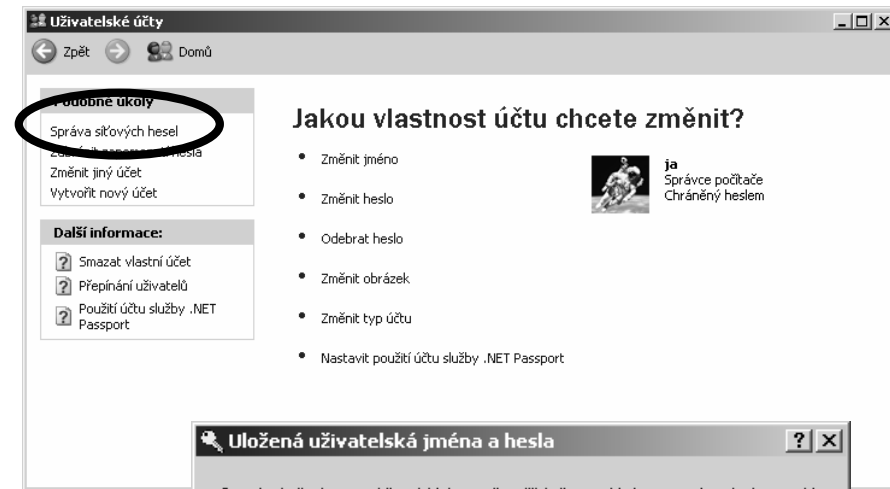 Uživatelské účty
Zpět Domů
Podobné úkoly
Správa síťových hesel
Změnit jiný účet
Vytvořit nový účet
Další informace:
Smazat vlastní účet
Přepínání uživatelů
Použití účtu služby .NET
Passport
Jakou vlastnost účtu chcete změnit?
Změnit jméno
Změnit heslo
Odebrat heslo
Změnit obrázek
Změnit typ účtu
Nastavit použití účtu služby .NET Passport
ja
Správce počítače
Chráněný heslem
Uložená uživatelská jména a hesla